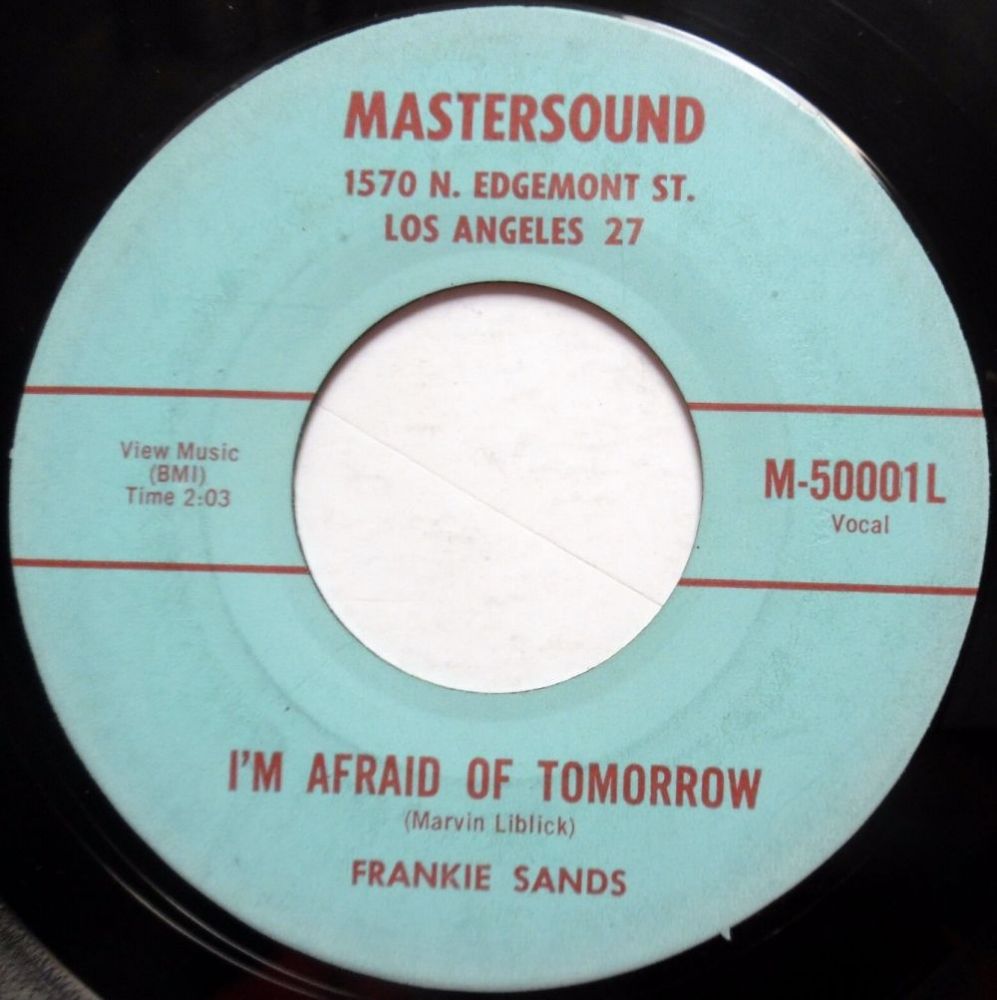 MASTERSOUND
1570 N. EDGEMONT ST.
LOS ANGELES 27
View Music
(BMI)
Time 2:03
M-50001L
Vocal
I'M AFRAID OF TOMORROW
(Marvin Liblick)
FRANKIE SANDS